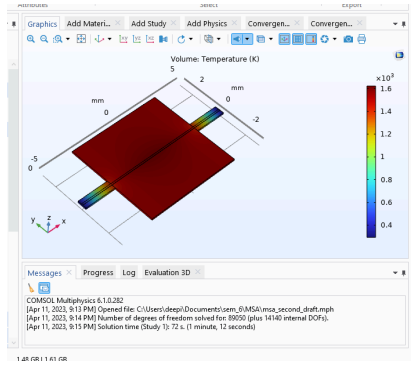 Attributes
Select
Export
Graphics
Add Materi...
Add Study
Add Physics
Convergen...
Convergen...
Volume: Temperature (K)
5
2
×10³
mm
0
mm
0
-2
-5
0
1.6
1.4
1.2
1
0.8
0.6
0.4
y
z
x
Messages
Progress
Log
Evaluation 3D
COMSOL Multiphysics 6.1.0.282
[Apr 11, 2023, 9:13 PM] Opened file: C:\Users\deepi\Documents\sem_6\MSA\msa_second_draft.mph
[Apr 11, 2023, 9:14 PM] Number of degrees of freedom solved for: 89050 (plus 14140 internal DOFs).
[Apr 11, 2023, 9:15 PM] Solution time (Study 1): 72 s. (1 minute, 12 seconds)
1.48 GB | 1.61 GB